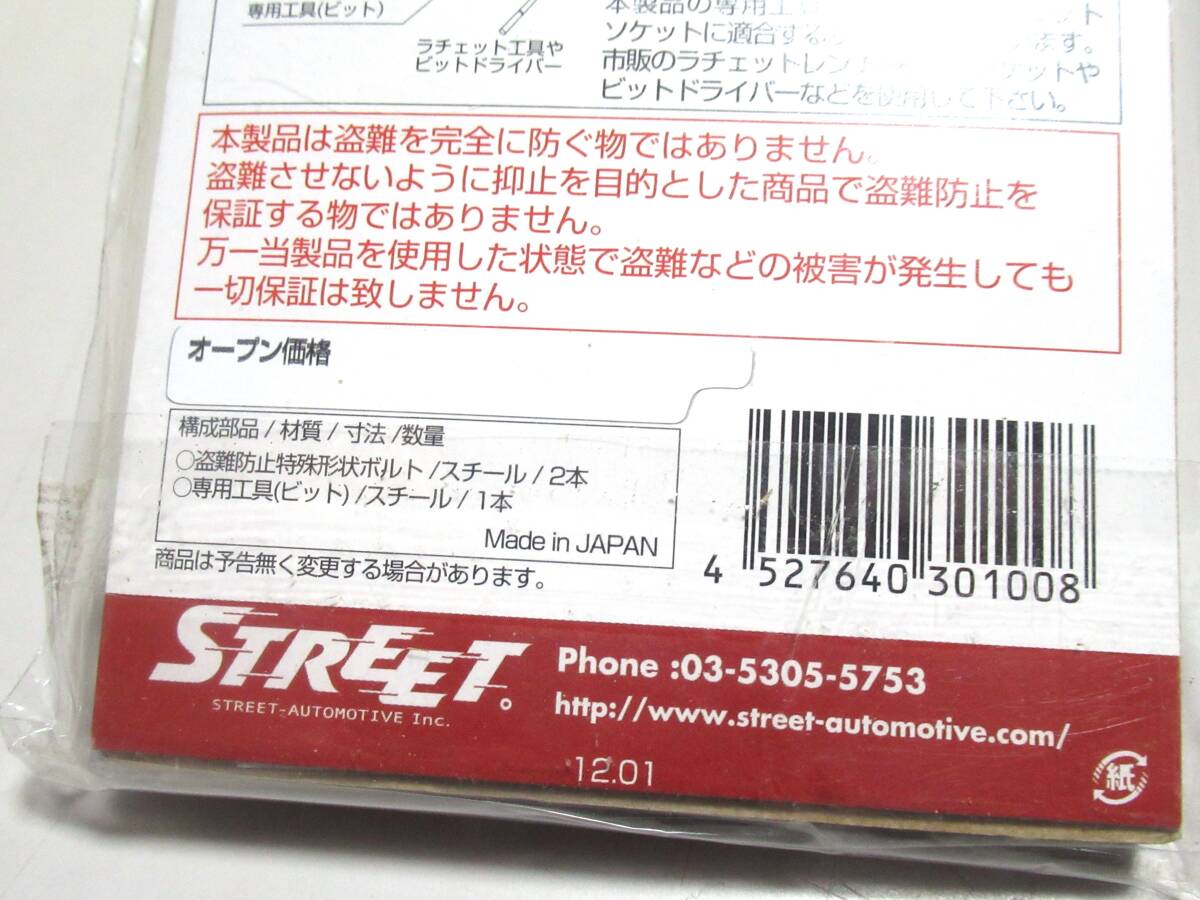 専用工具(ビット)
ラチェット工具や
ビットドライバー
本製品の専用工
ソケットに適合する ます。
市販のラチェットレン ケットや
ビットドライバーなどを使用して下さい。
本製品は盗難を完全に防ぐ物ではありません。
盗難させないように抑止を目的とした商品で盗難防止を
保証する物ではありません。
万一当製品を使用した状態で盗難などの被害が発生しても
一切保証は致しません。
オープン価格
構成部品 / 材質 / 寸法 /数量
○盗難防止特殊形状ボルト /スチール / 2本
○専用工具(ビット) /スチール / 1本
Made in JAPAN
商品は予告無く変更する場合があります。
4 527640 301008
STREET。
STREET-AUTOMOTIVE Inc.
Phone :03-5305-5753
http://www.street-automotive.com/
12.01
紙